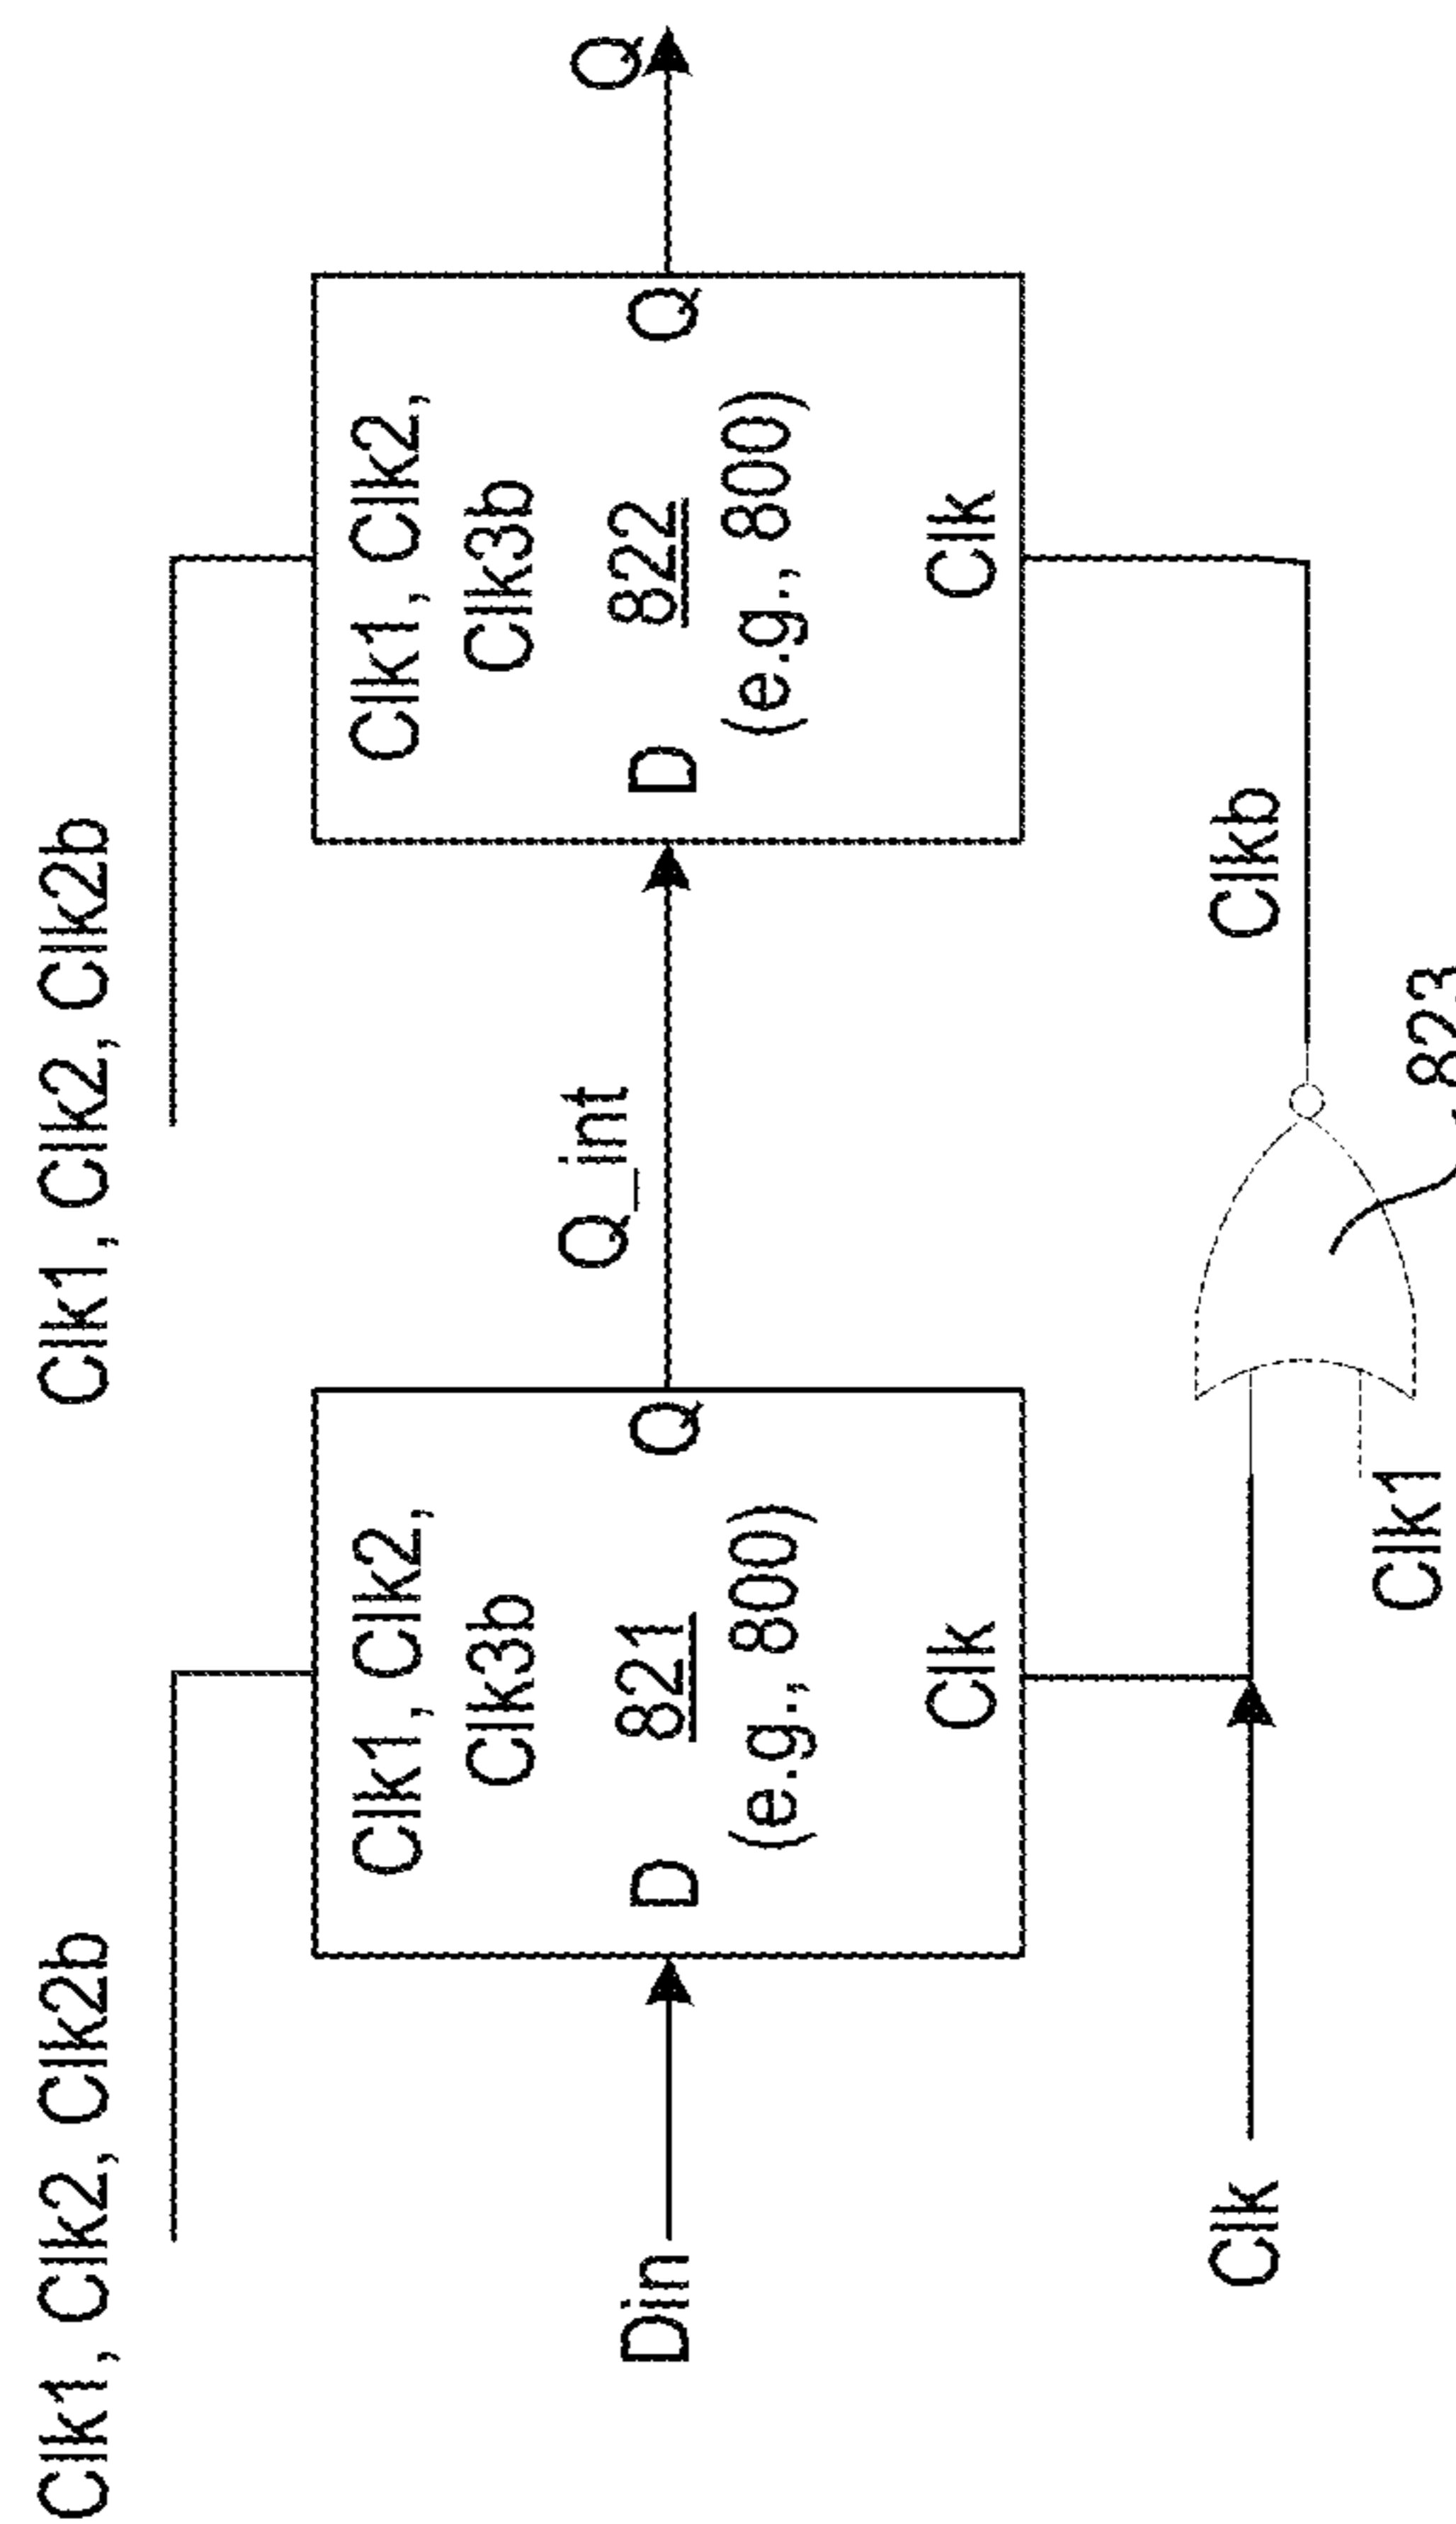 Clk1, Clk2, Clk2b
Clk1, Clk2, Clk2b
Clk1, Clk2,
Clk3b
D
821
Q
(e.g., 800)
Clk
Clk1, Clk2,
Clk3b
D
822
Q
(e.g., 800)
Clk
Din
Q_int
Q
Clk
Clkb
Clk1
823